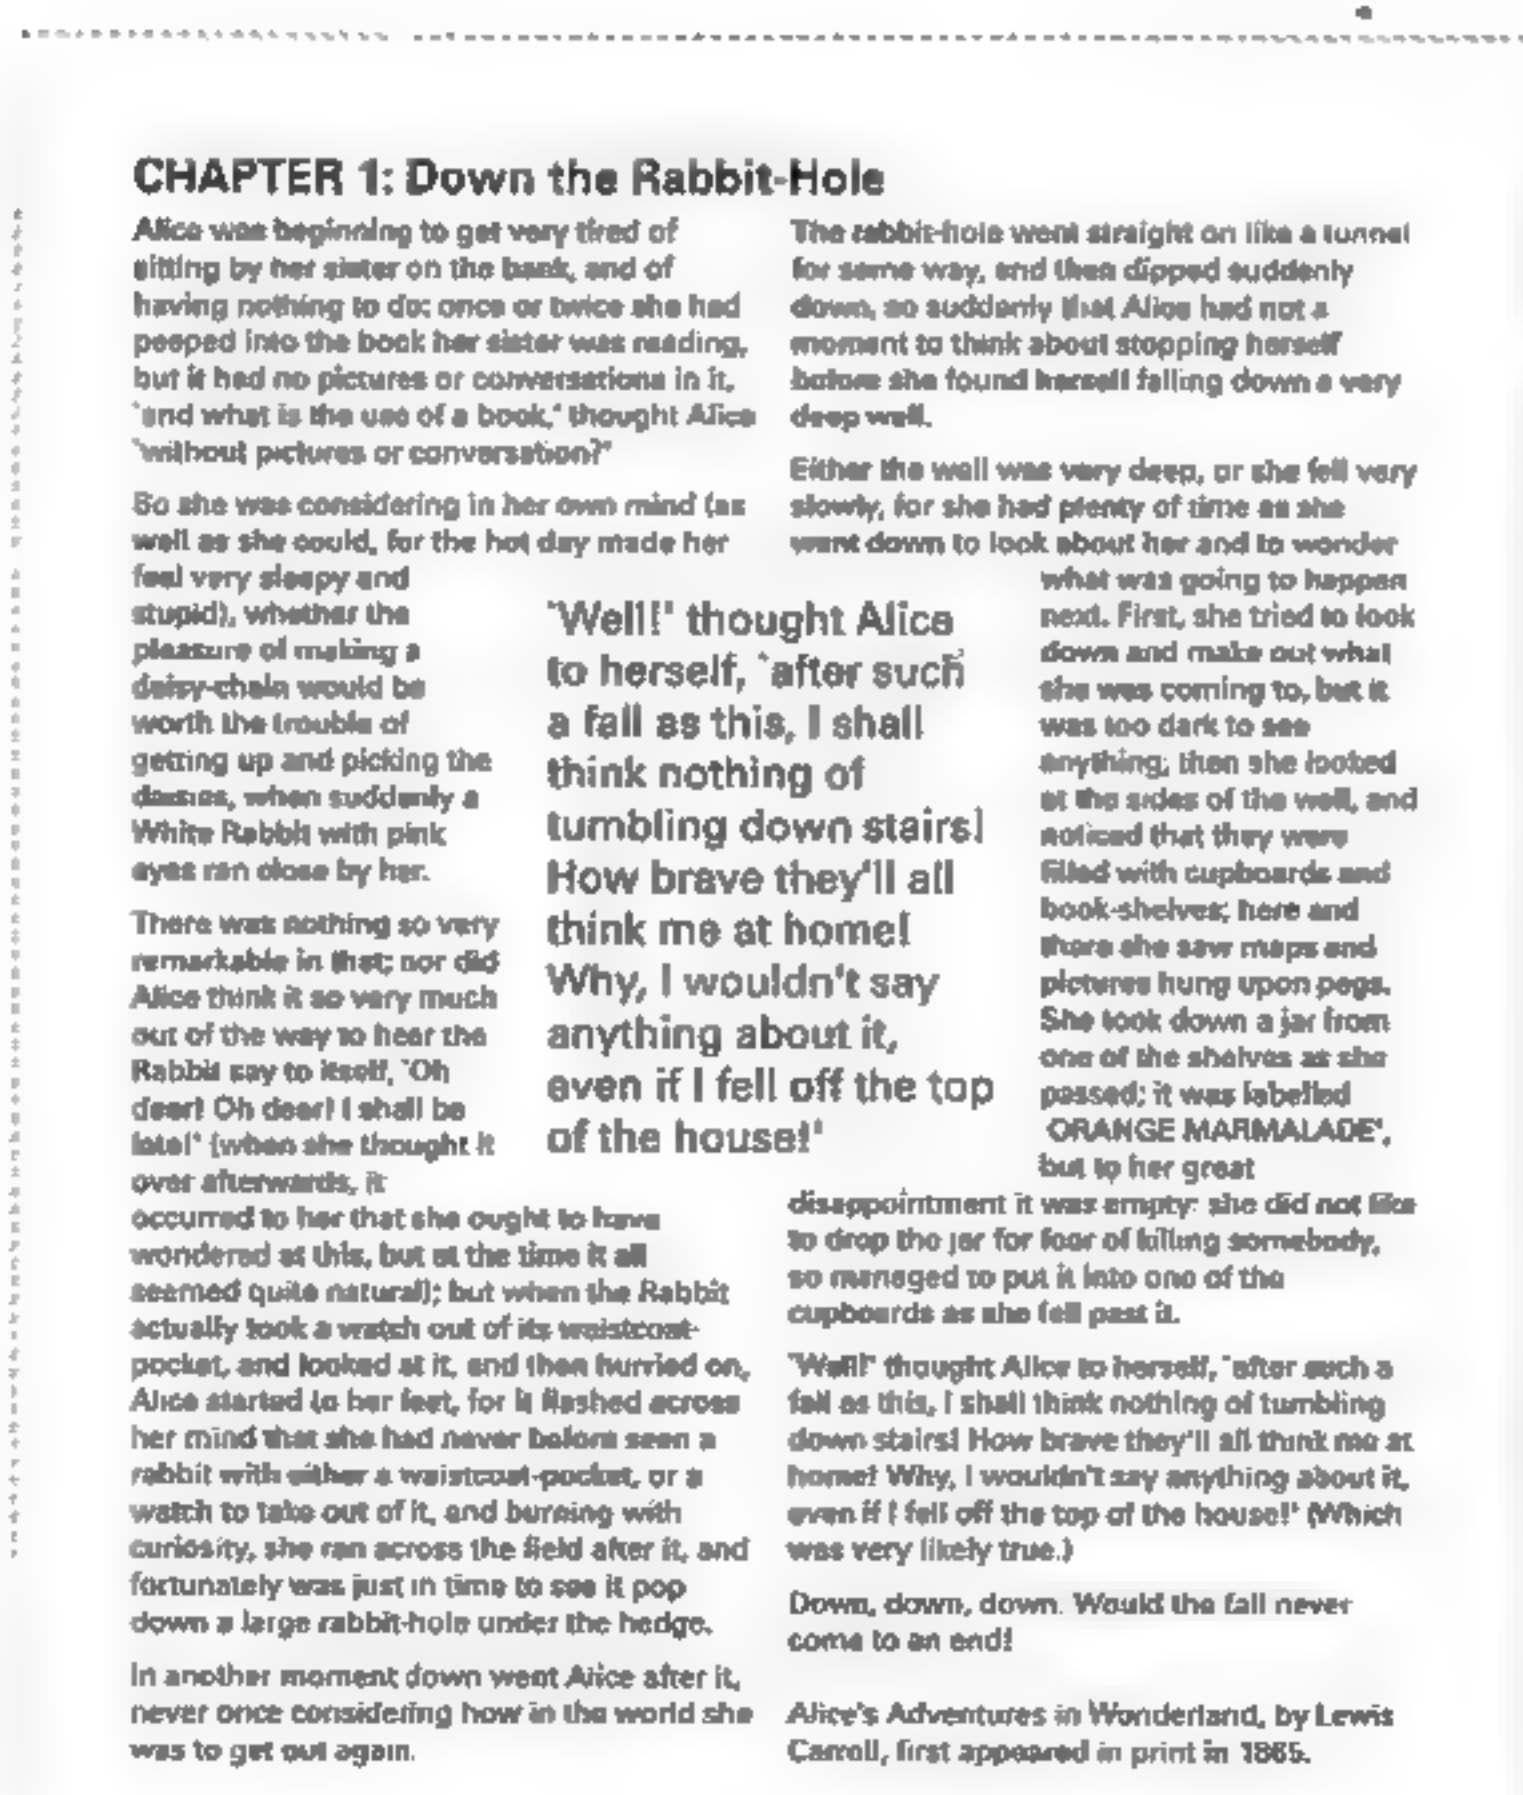 CHAPTER 1: Down the Rabbit-Hole
Alice was beginning to get very tired of
sitting by her sister on the bank, and of
having nothing to do: once or twice she had
peeped into the book her sister was reading,
but it had no pictures or conversations in it,
`and what is the use of a book,' thought Alice
`without pictures or conversation?'
So she was considering in her own mind (as
well as she could, for the hot day made her
feel very sleepy and
stupid), whether the
pleasure of making a
daisy-chain would be
worth the trouble of
getting up and picking the
daisies, when suddenly a
White Rabbit with pink
eyes ran close by her.
There was nothing so very
remarkable in that; nor did
Alice think it so very much
out of the way to hear the
Rabbit say to itself, `Oh
dear! Oh dear! I shall be
late!' (when she thought it
over afterwards, it
occurred to her that she ought to have
wondered at this, but at the time it all
seemed quite natural); but when the Rabbit
actually took a watch out of its waistcoat-
pocket, and looked at it, and then hurried on,
Alice started to her feet, for it flashed across
her mind that she had never before seen a
rabbit with either a waistcoat-pocket, or a
watch to take out of it, and burning with
curiosity, she ran across the field after it, and
fortunately was just in time to see it pop
down a large rabbit-hole under the hedge.
In another moment down went Alice after it,
never once considering how in the world she
was to get out again.
`Well!' thought Alice
to herself, `after such
a fall as this, I shall
think nothing of
tumbling down stairs!
How brave they'll all
think me at home!
Why, I wouldn't say
anything about it,
even if I fell off the top
of the house!'
The rabbit-hole went straight on like a tunnel
for some way, and then dipped suddenly
down, so suddenly that Alice had not a
moment to think about stopping herself
before she found herself falling down a very
deep well.
Either the well was very deep, or she fell very
slowly, for she had plenty of time as she
went down to look about her and to wonder
what was going to happen
next. First, she tried to look
down and make out what
she was coming to, but it
was too dark to see
anything; then she looked
at the sides of the well, and
noticed that they were
filled with cupboards and
book-shelves; here and
there she saw maps and
pictures hung upon pegs.
She took down a jar from
one of the shelves as she
passed; it was labelled
`ORANGE MARMALADE',
but to her great
disappointment it was empty: she did not like
to drop the jar for fear of killing somebody,
so managed to put it into one of the
cupboards as she fell past it.
`Well!' thought Alice to herself, `after such a
fall as this, I shall think nothing of tumbling
down stairs! How brave they'll all think me at
home! Why, I wouldn't say anything about it,
even if I fell off the top of the house!' (Which
was very likely true.)
Down, down, down. Would the fall never
come to an end!
Alice's Adventures in Wonderland, by Lewis
Carroll, first appeared in print in 1865.